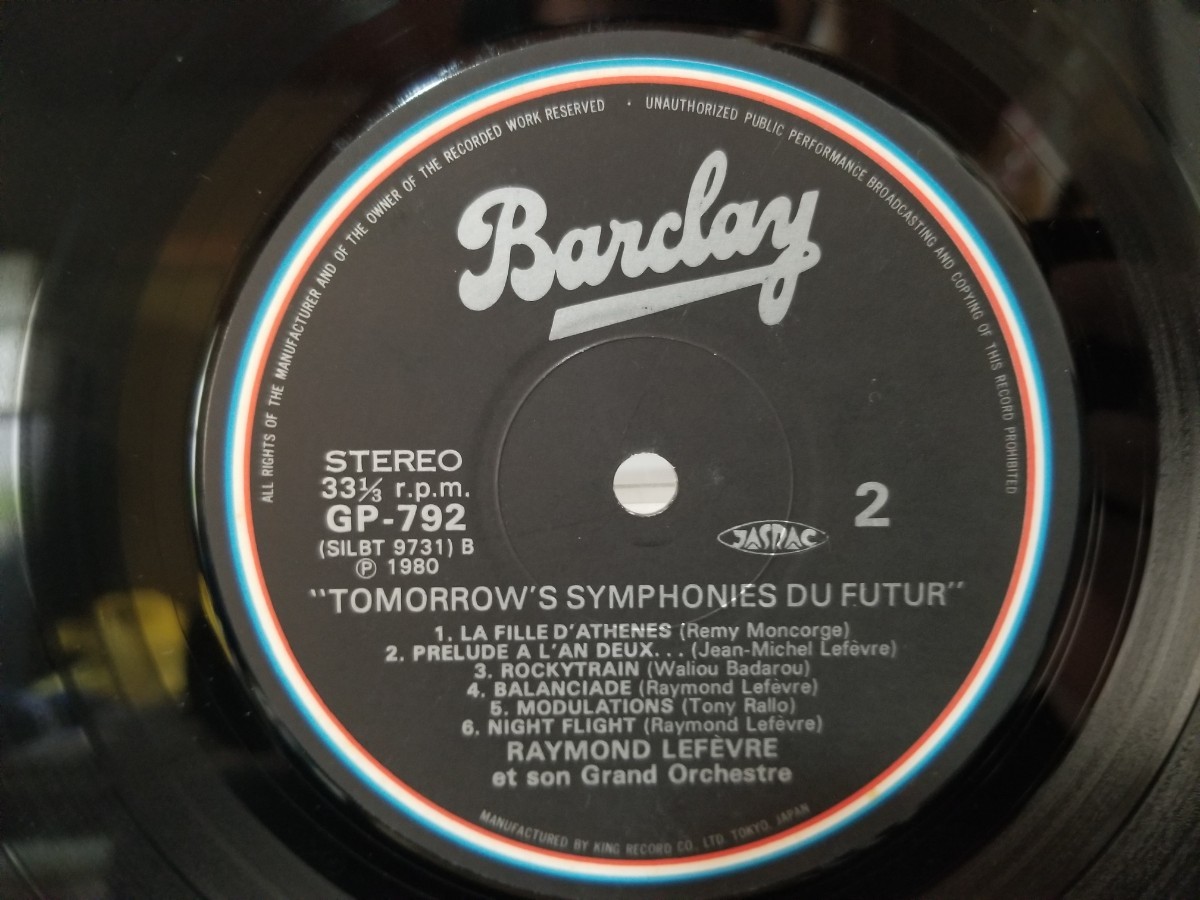 ALL RIGHTS OF THE MANUFACTURER AND OF THE OWNER OF THE RECORDED WORK RESERVED • UNAUTHORIZED PUBLIC PERFORMANCE BROADCASTING AND COPYING OF THIS RECORD PROHIBITED
Barclay
STEREO
33 1/3 r.p.m.
GP-792
(SILBT 9731) B
℗ 1980
JASRAC
2
"TOMORROW'S SYMPHONIES DU FUTUR"
1. LA FILLE D'ATHENES (Remy Moncorge)
2. PRELUDE A L'AN DEUX... (Jean-Michel Lefèvre)
3. ROCKYTRAIN (Waliou Badarou)
4. BALANCIADE (Raymond Lefèvre)
5. MODULATIONS (Tony Rallo)
6. NIGHT FLIGHT (Raymond Lefèvre)
RAYMOND LEFÈVRE
et son Grand Orchestre
MANUFACTURED BY KING RECORD CO., LTD. TOKYO, JAPAN